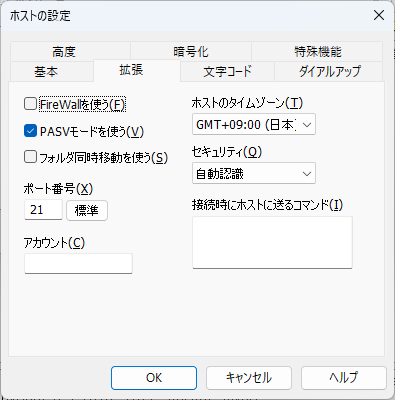 ホストの設定
高度 暗号化 特殊機能
基本 拡張 文字コード ダイアルアップ
FireWallを使う(F)
PASVモードを使う(V)
フォルダ同時移動を使う(S)
ポート番号(X)
21 標準
アカウント(C)
ホストのタイムゾーン(T)
GMT+09:00 (日本)
セキュリティ(Q)
自動認識
接続時にホストに送るコマンド(I)
OK キャンセル ヘルプ